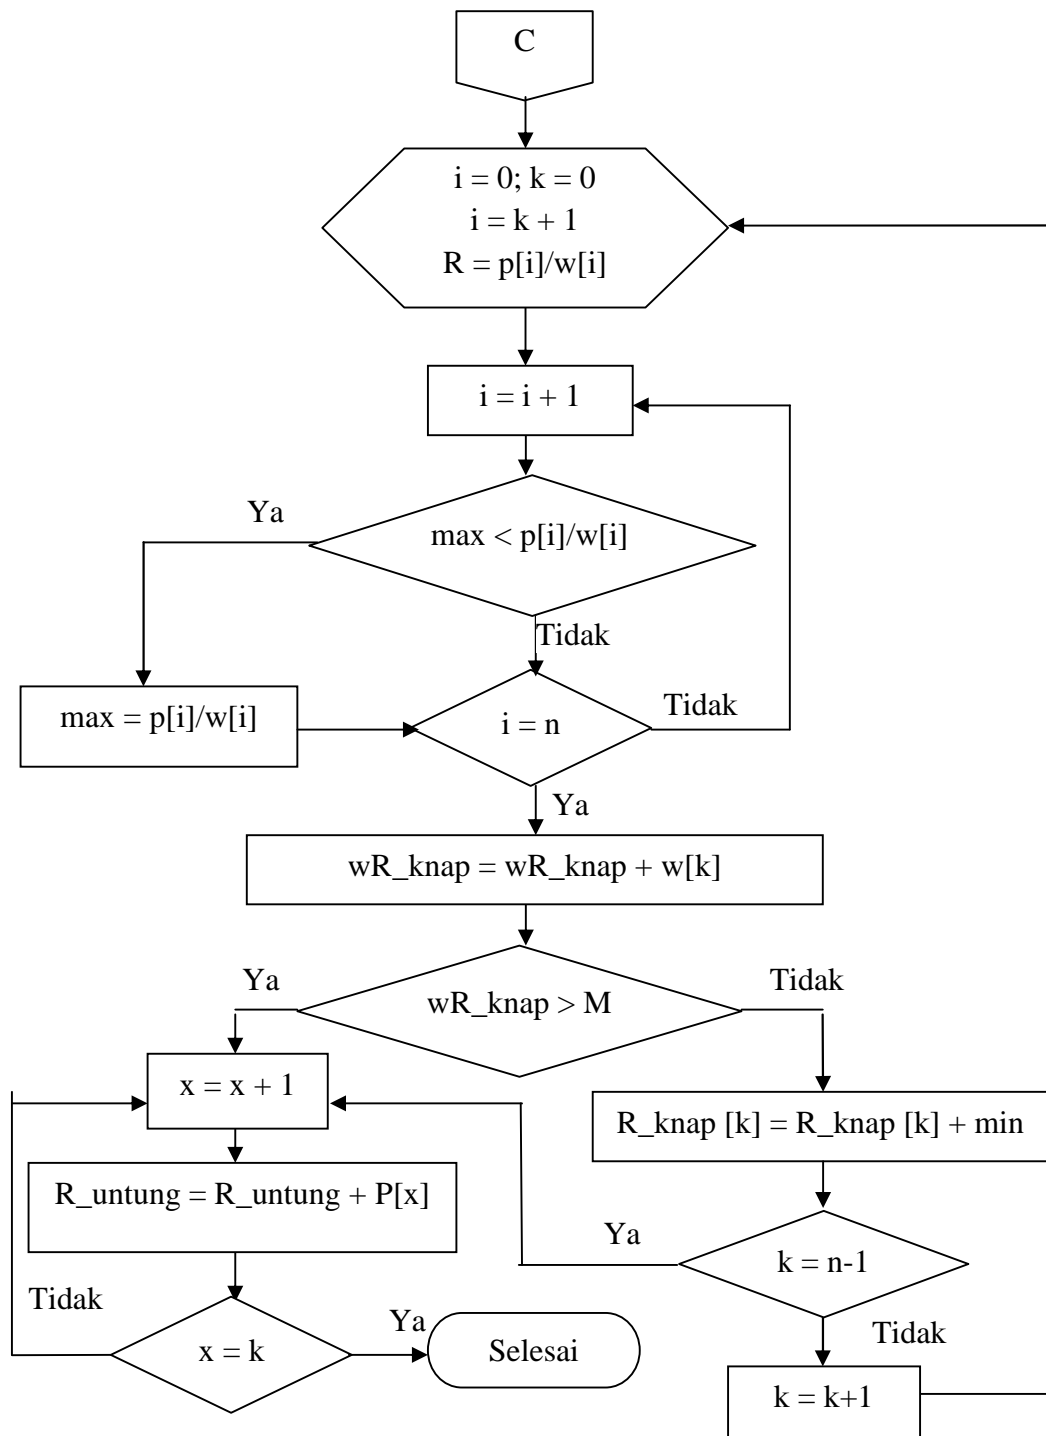 C
i = 0; k = 0
i = k + 1
R = p[i]/w[i]
i = i + 1
Ya
max < p[i]/w[i]
Tidak
max = p[i]/w[i]
i = n
Tidak
Ya
wR_knap = wR_knap + w[k]
Ya
wR_knap > M
Tidak
x = x + 1
R_knap [k] = R_knap [k] + min
R_untung = R_untung + P[x]
Ya
k = n-1
Tidak
x = k
Ya
Selesai
Tidak
k = k+1